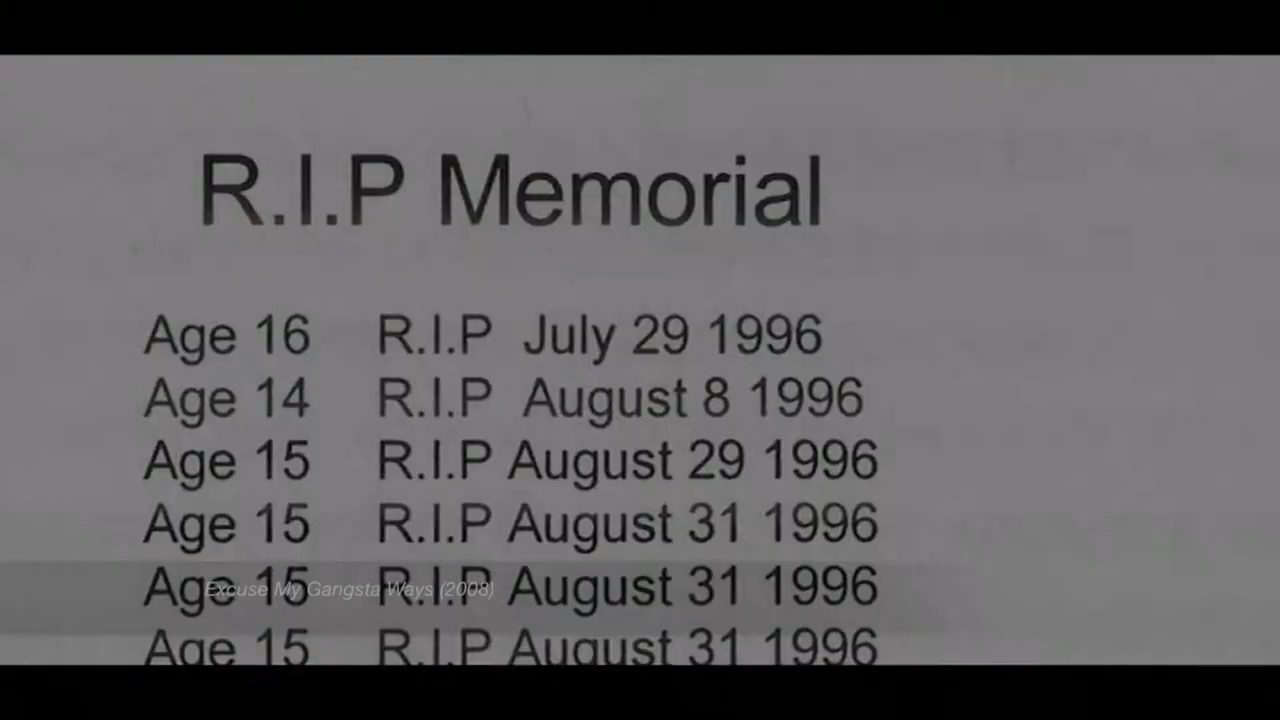 R.I.P Memorial
Age 16 R.I.P July 29 1996
Age 14 R.I.P August 8 1996
Age 15 R.I.P August 29 1996
Age 15 R.I.P August 31 1996
Age 15 R.I.P August 31 1996
Excuse My Gangsta Ways (2008)
Age 15 R.I.P August 31 1996